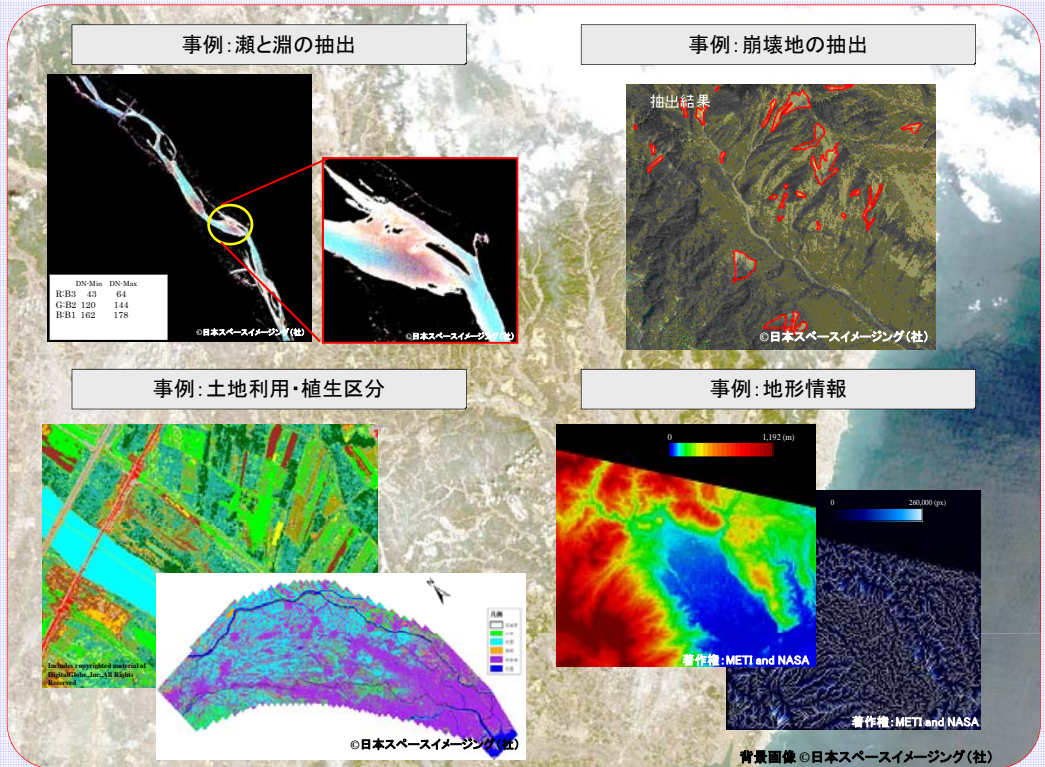 事例：瀬と淵の抽出
DN-Min DN-Max
R:B3 43 64
G:B2 120 144
B:B1 162 178
©日本スペースイメージング（社）
©日本スペースイメージング（社）
事例：崩壊地の抽出
抽出結果
©日本スペースイメージング（社）
事例：土地利用・植生区分
Includes copyrighted material of
DigitalGlobe.,Inc.,All Rights
Reserved
凡例
©日本スペースイメージング（社）
事例：地形情報
0 1,192 (m)
著作権：METI and NASA
0 260,000 (px)
著作権：METI and NASA
背景画像 ©日本スペースイメージング（社）